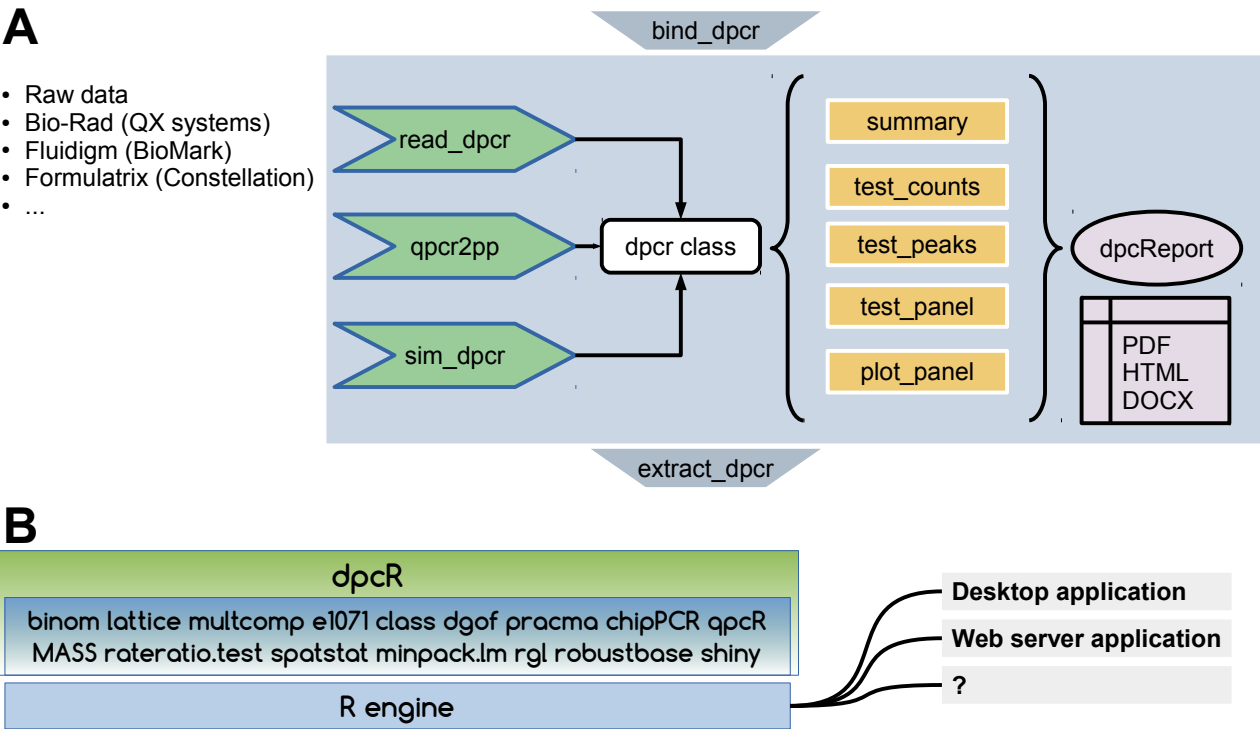 A
bind_dpcr
• Raw data
• Bio-Rad (QX systems)
• Fluidigm (BioMark)
• Formulatrix (Constellation)
• ...
read_dpcr
qpcr2pp
sim_dpcr
dpcr class
summary
test_counts
test_peaks
test_panel
plot_panel
dpcReport
PDF
HTML
DOCX
extract_dpcr
B
dpcR
binom lattice multcomp e1071 class dgof pracma chipPCR qpcR
MASS rateratio.test spatstat minpack.lm rgl robustbase shiny
R engine
Desktop application
Web server application
?